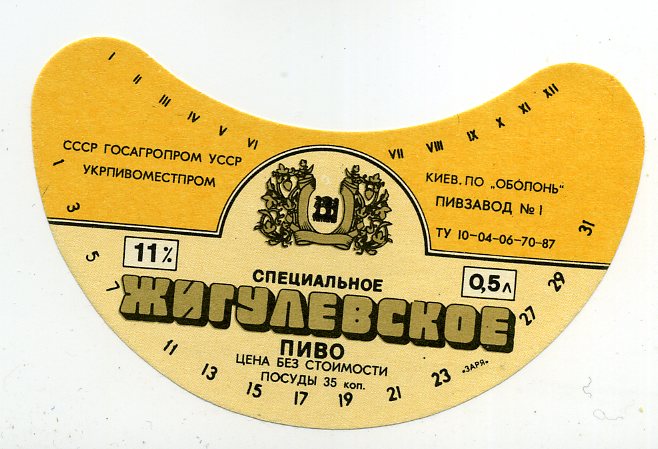 I II III IV V VI VII VIII IX X XI XII
СССР ГОСАГРОПРОМ УССР
УКРПИВОМЕСТПРОМ
КИЕВ. ПО „ОБОЛОНЬ"
ПИВЗАВОД № 1
ТУ 10-04-06-70-87
11%
0,5л
СПЕЦИАЛЬНОЕ
ЖИГУЛЕВСКОЕ
ПИВО
ЦЕНА БЕЗ СТОИМОСТИ
ПОСУДЫ 35 коп.
„ЗАРЯ"
1 3 5 7 11 13 15 17 19 21 23 27 29 31